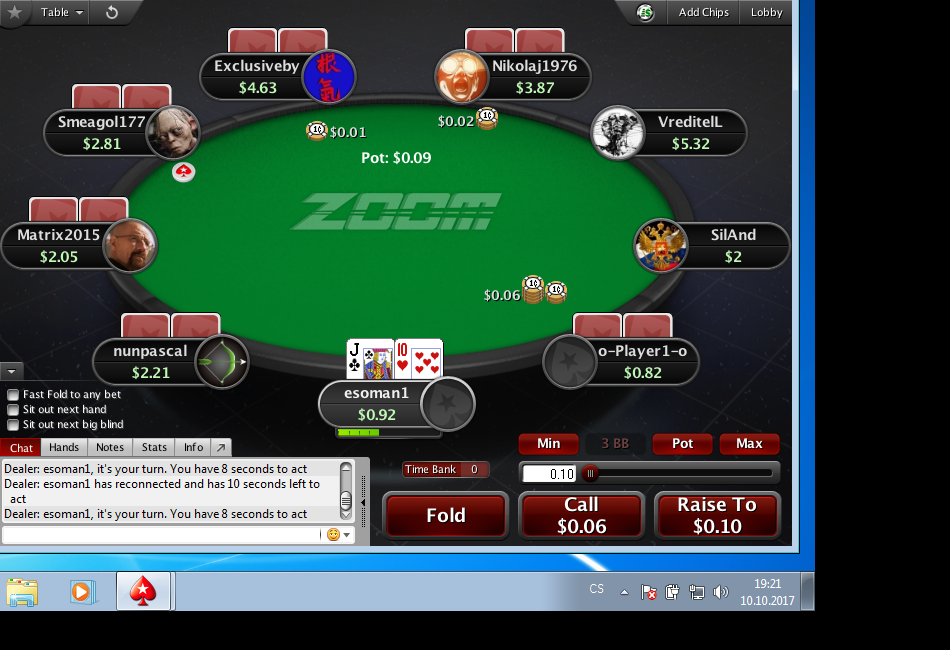 Table
Add Chips
Lobby
Exclusiveby
$4.63
根
氣
Nikolaj1976
$3.87
Smeagol177
$2.81
$0.01
$0.02
VreditelL
$5.32
Pot: $0.09
ZOOM
Matrix2015
$2.05
SilAnd
$2
$0.06
nunpascal
$2.21
J
10
o-Player1-o
$0.82
esoman1
$0.92
Fast Fold to any bet
Sit out next hand
Sit out next big blind
Chat
Hands
Notes
Stats
Info
Min
3 BB
Pot
Max
Dealer: esoman1, it's your turn. You have 8 seconds to act
Dealer: esoman1 has reconnected and has 10 seconds left to
act
Dealer: esoman1, it's your turn. You have 8 seconds to act
Time Bank 0
0.10
Fold
Call
$0.06
Raise To
$0.10
CS
19:21
10.10.2017